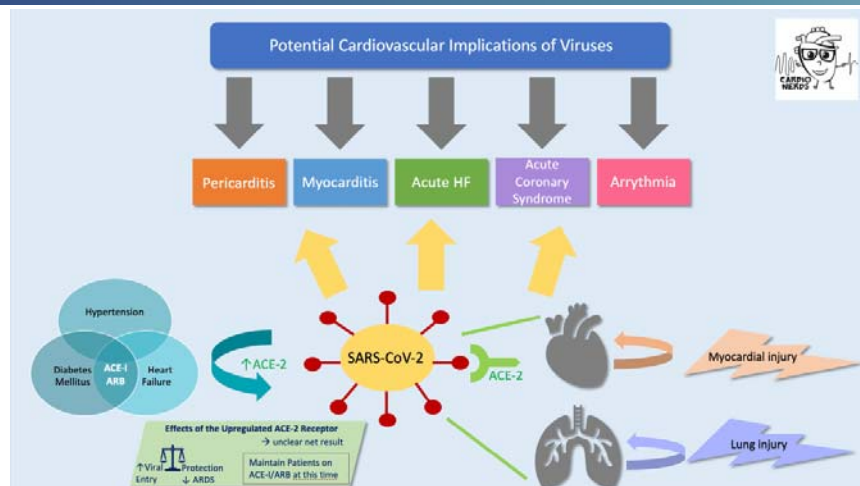 Potential Cardiovascular Implications of Viruses
CARDIO
NERDS
Pericarditis
Myocarditis
Acute HF
Acute
Coronary
Syndrome
Arrythmia
Hypertension
Diabetes
Mellitus
ACE-I
ARB
Heart
Failure
↑ACE-2
SARS-CoV-2
ACE-2
Myocardial injury
Effects of the Upregulated ACE-2 Receptor
→ unclear net result
↑Viral
Entry
Protection
↓ ARDS
Maintain Patients on
ACE-I/ARB at this time
Lung injury